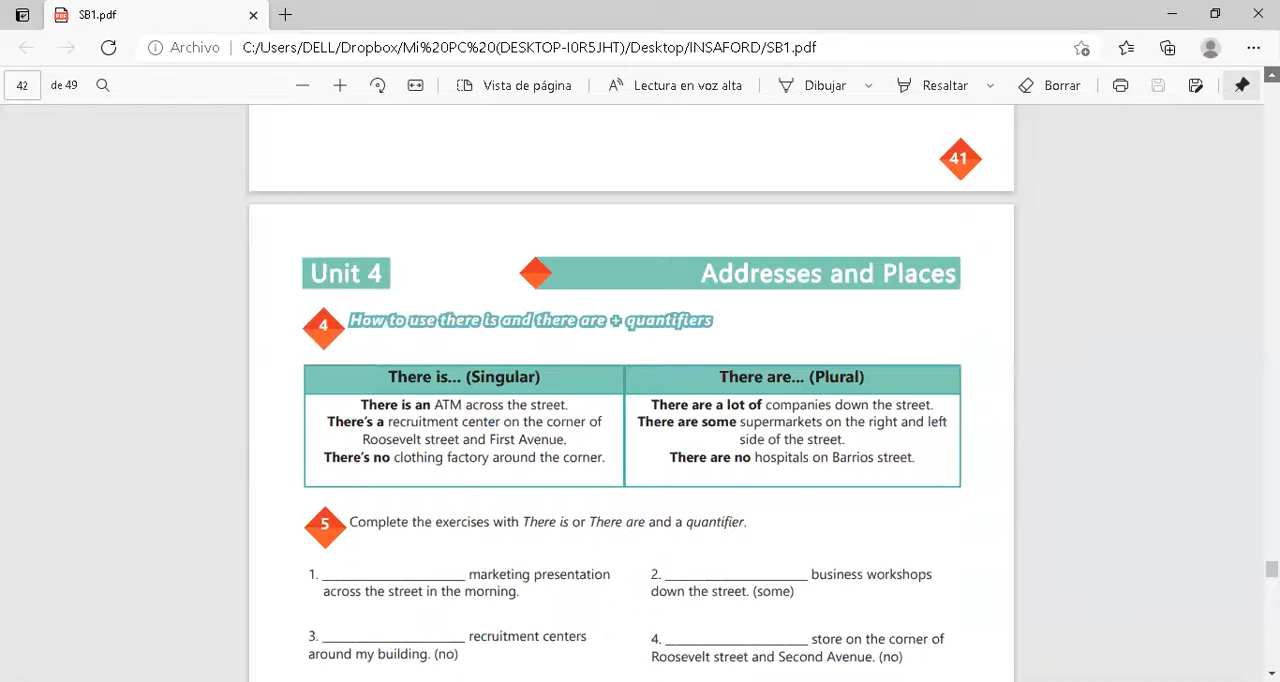 SB1.pdf
Archivo C:/Users/DELL/Dropbox/Mi%20PC%20(DESKTOP-I0R5JHT)/Desktop/INSAFORD/SB1.pdf
42 de 49 Vista de página Lectura en voz alta Dibujar Resaltar Borrar
41
Unit 4 Addresses and Places
4 How to use there is and there are + quantifiers
There is... (Singular)
There is an ATM across the street.
There's a recruitment center on the corner of
Roosevelt street and First Avenue.
There's no clothing factory around the corner.
There are... (Plural)
There are a lot of companies down the street.
There are some supermarkets on the right and left
side of the street.
There are no hospitals on Barrios street.
5 Complete the exercises with There is or There are and a quantifier.
1. ____________________ marketing presentation
across the street in the morning.
2. ____________________ business workshops
down the street. (some)
3. ____________________ recruitment centers
around my building. (no)
4. ____________________ store on the corner of
Roosevelt street and Second Avenue. (no)